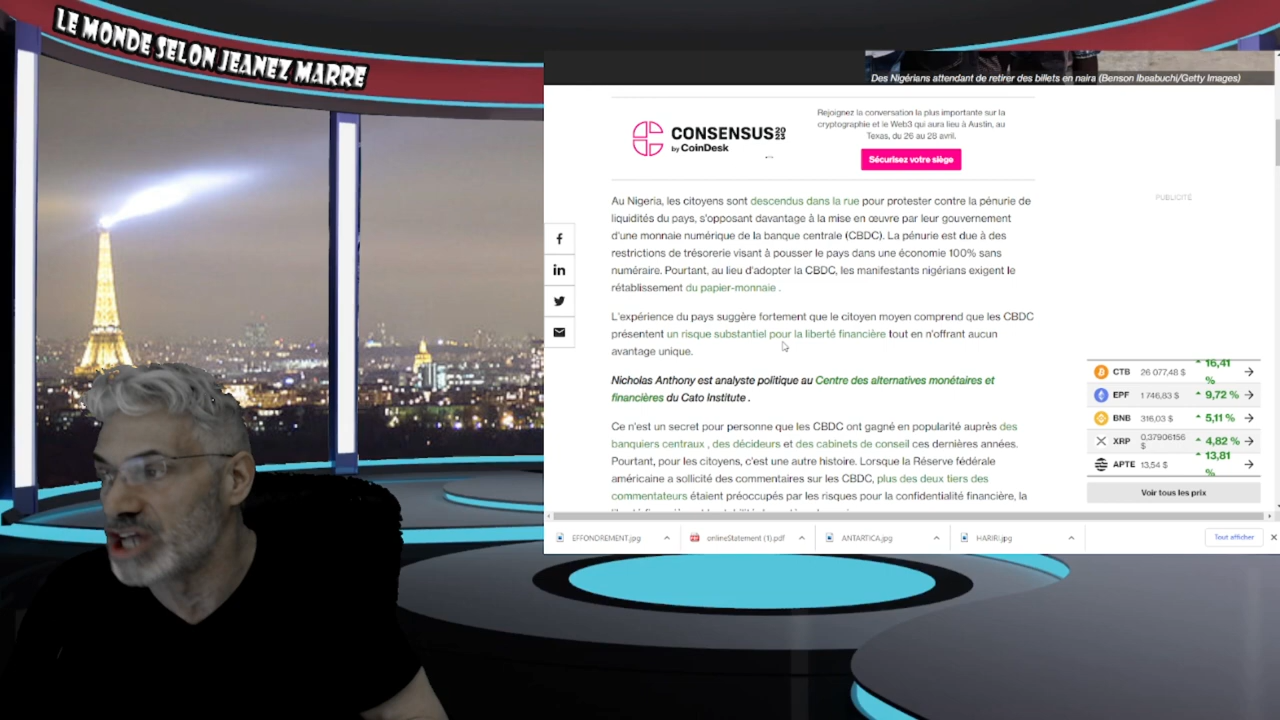 LE MONDE SELON JEANEZ MARRE
Des Nigérians attendant de retirer des billets en naira (Benson Ibeabuchi/Getty Images)
CONSENSUS 2023
by CoinDesk
Rejoignez la conversation la plus importante sur la
cryptographie et le Web3 qui aura lieu à Austin, au
Texas, du 26 au 28 avril.
Sécurisez votre siège
PUBLICITÉ
Au Nigeria, les citoyens sont descendus dans la rue pour protester contre la pénurie de
liquidités du pays, s'opposant davantage à la mise en œuvre par leur gouvernement
d'une monnaie numérique de la banque centrale (CBDC). La pénurie est due à des
restrictions de trésorerie visant à pousser le pays dans une économie 100% sans
numéraire. Pourtant, au lieu d'adopter la CBDC, les manifestants nigérians exigent le
rétablissement du papier-monnaie .
L'expérience du pays suggère fortement que le citoyen moyen comprend que les CBDC
présentent un risque substantiel pour la liberté financière tout en n'offrant aucun
avantage unique.
Nicholas Anthony est analyste politique au Centre des alternatives monétaires et
financières du Cato Institute .
Ce n'est un secret pour personne que les CBDC ont gagné en popularité auprès des
banquiers centraux , des décideurs et des cabinets de conseil ces dernières années.
Pourtant, pour les citoyens, c'est une autre histoire. Lorsque la Réserve fédérale
américaine a sollicité des commentaires sur les CBDC, plus des deux tiers des
commentateurs étaient préoccupés par les risques pour la confidentialité financière, la
CTB 26 077,48 $ 16,41 %
EPF 1 746,83 $ 9,72 %
BNB 316,03 $ 5,11 %
XRP 0,37906156 $ 4,82 %
APTE 13,54 $ 13,81 %
Voir tous les prix
EFFONDREMENT.jpg
onlineStatement (1).pdf
ANTARTICA.jpg
HARIRI.jpg
Tout afficher